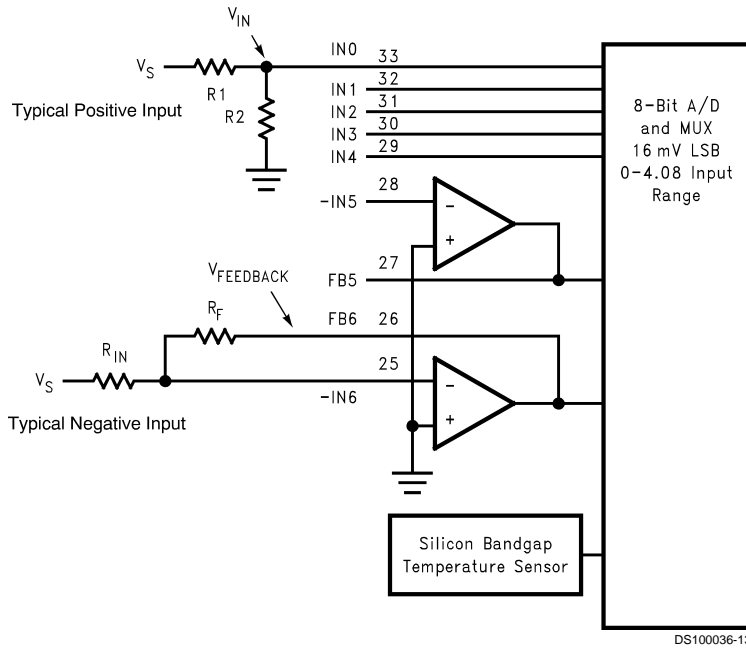 V_IN
V_S
R1
R2
Typical Positive Input
IN0 33
IN1 32
IN2 31
IN3 30
IN4 29
-IN5 28
-
+
FB5 27
V_FEEDBACK
R_F
FB6 26
R_IN
V_S
25
-IN6
-
+
Typical Negative Input
8-Bit A/D
and MUX
16 mV LSB
0-4.08 Input
Range
Silicon Bandgap
Temperature Sensor